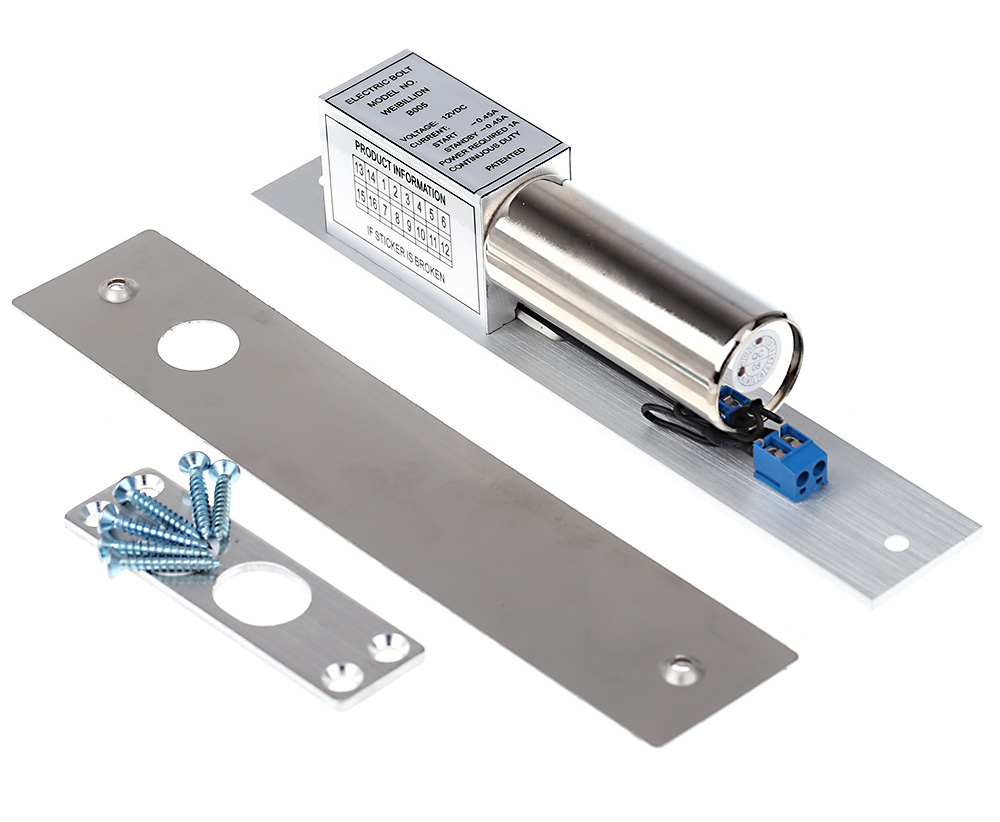 ELECTRIC BOLT
MODEL NO.
WEIBILLIDN
B005
VOLTAGE: 12VDC
CURRENT:
START ~0.45A
STANDBY ~0.45A
POWER REQUIRED 1A
CONTINUOUS DUTY
PATENTED
PRODUCT INFORMATION
13 14 1 2 3 4 5 6
15 16 7 8 9 10 11 12
IF STICKER IS BROKEN
QC